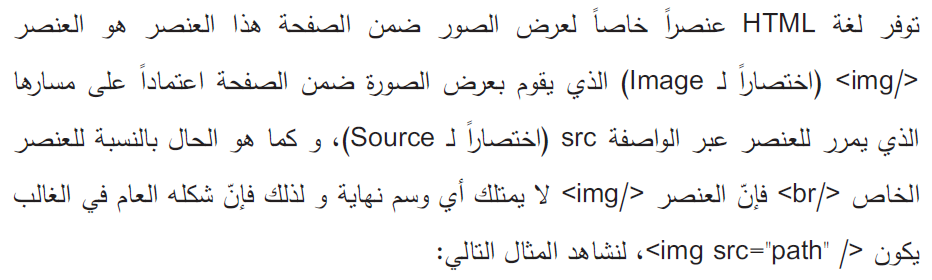 توفر لغة HTML عنصراً خاصاً لعرض الصور ضمن الصفحة هذا العنصر هو العنصر
<img/> (اختصاراً لـ Image) الذي يقوم بعرض الصورة ضمن الصفحة اعتماداً على مسارها
الذي يمرر للعنصر عبر الواصفة src (اختصاراً لـ Source)، و كما هو الحال بالنسبة للعنصر
الخاص <br/> فإنّ العنصر <img/> لا يمتلك أي وسم نهاية و لذلك فإنّ شكله العام في الغالب
يكون <img src="path" />، لنشاهد المثال التالي: